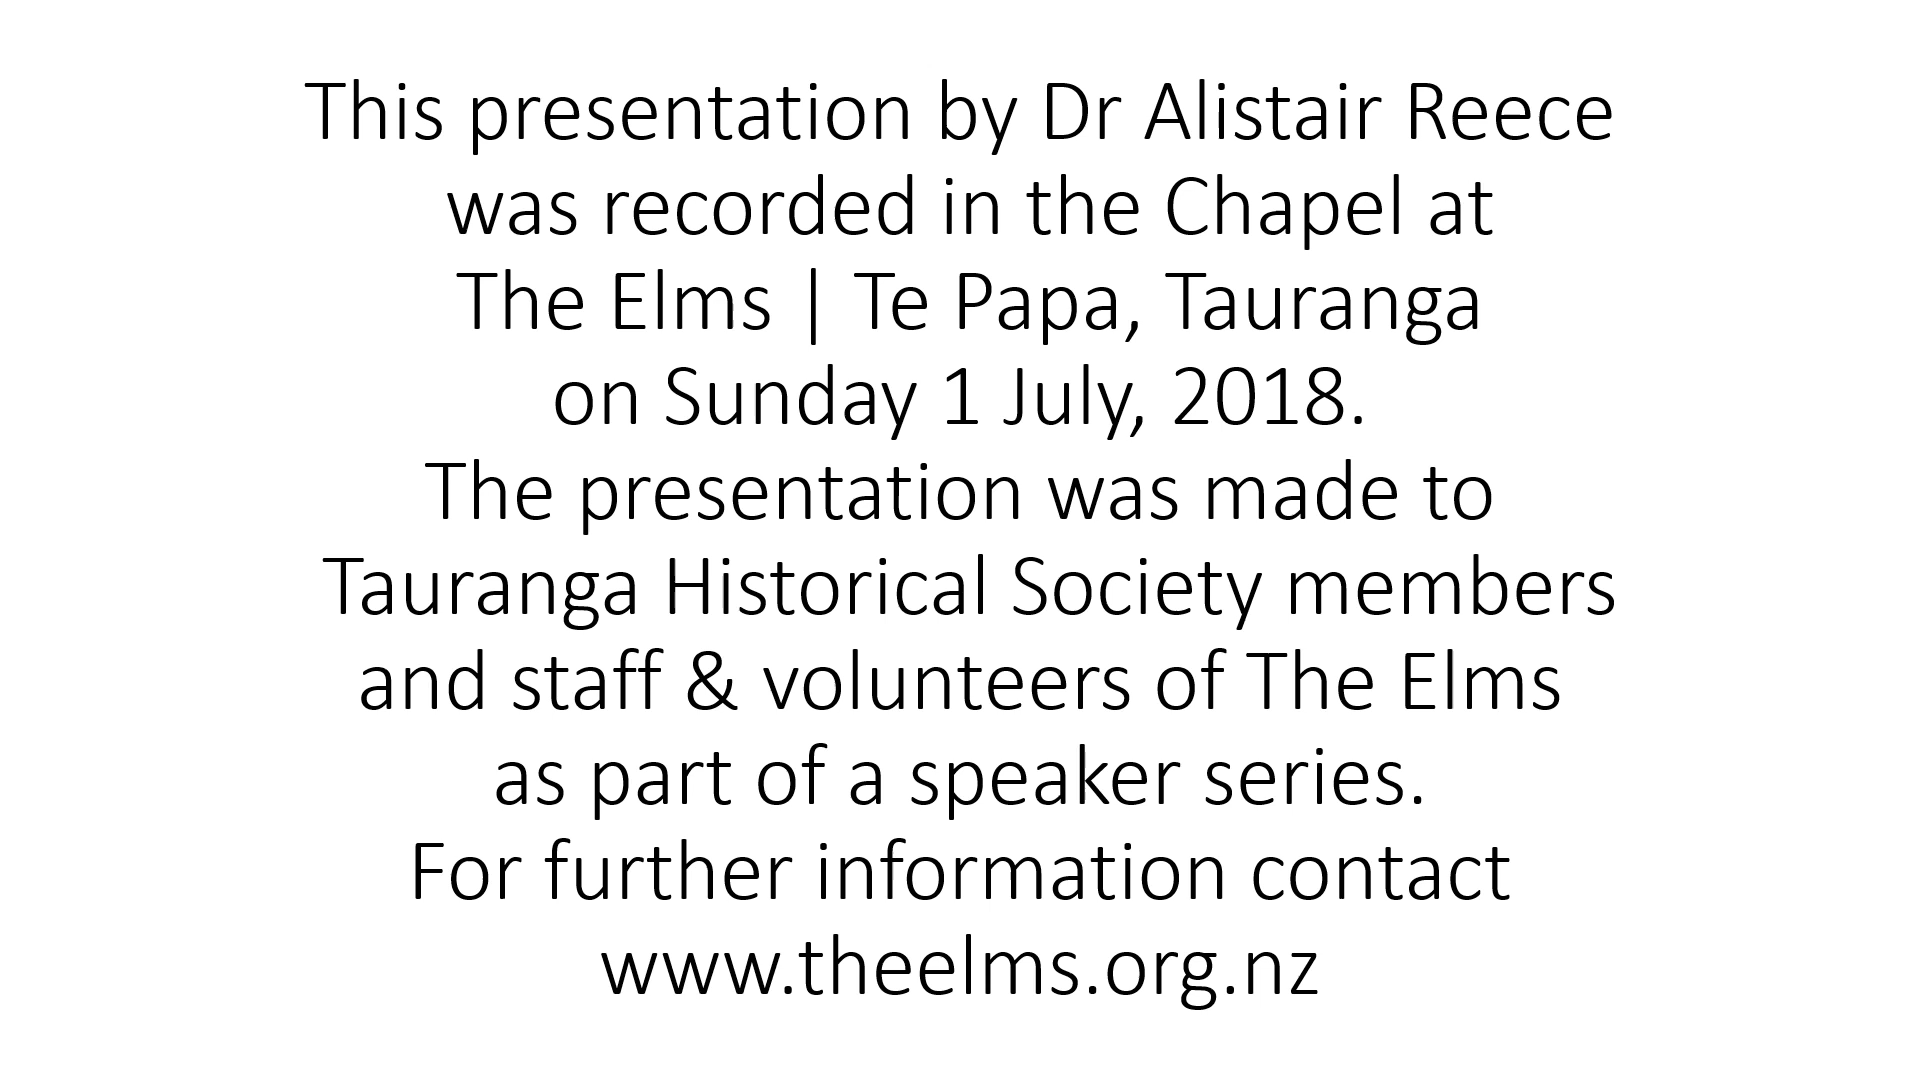 This presentation by Dr Alistair Reece
was recorded in the Chapel at
The Elms | Te Papa, Tauranga
on Sunday 1 July, 2018.
The presentation was made to
Tauranga Historical Society members
and staff & volunteers of The Elms
as part of a speaker series.
For further information contact
www.theelms.org.nz